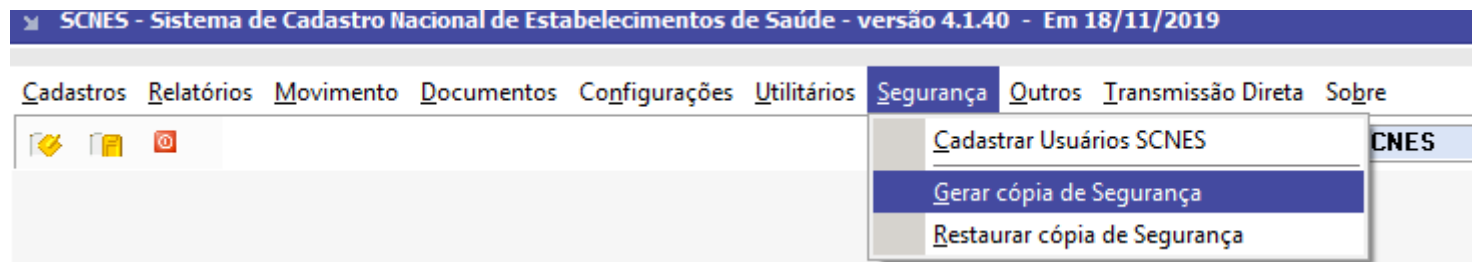 SCNES - Sistema de Cadastro Nacional de Estabelecimentos de Saúde - versão 4.1.40 - Em 18/11/2019
Cadastros Relatórios Movimento Documentos Configurações Utilitários Segurança Outros Transmissão Direta Sobre
Cadastrar Usuários SCNES
CNES
Gerar cópia de Segurança
Restaurar cópia de Segurança